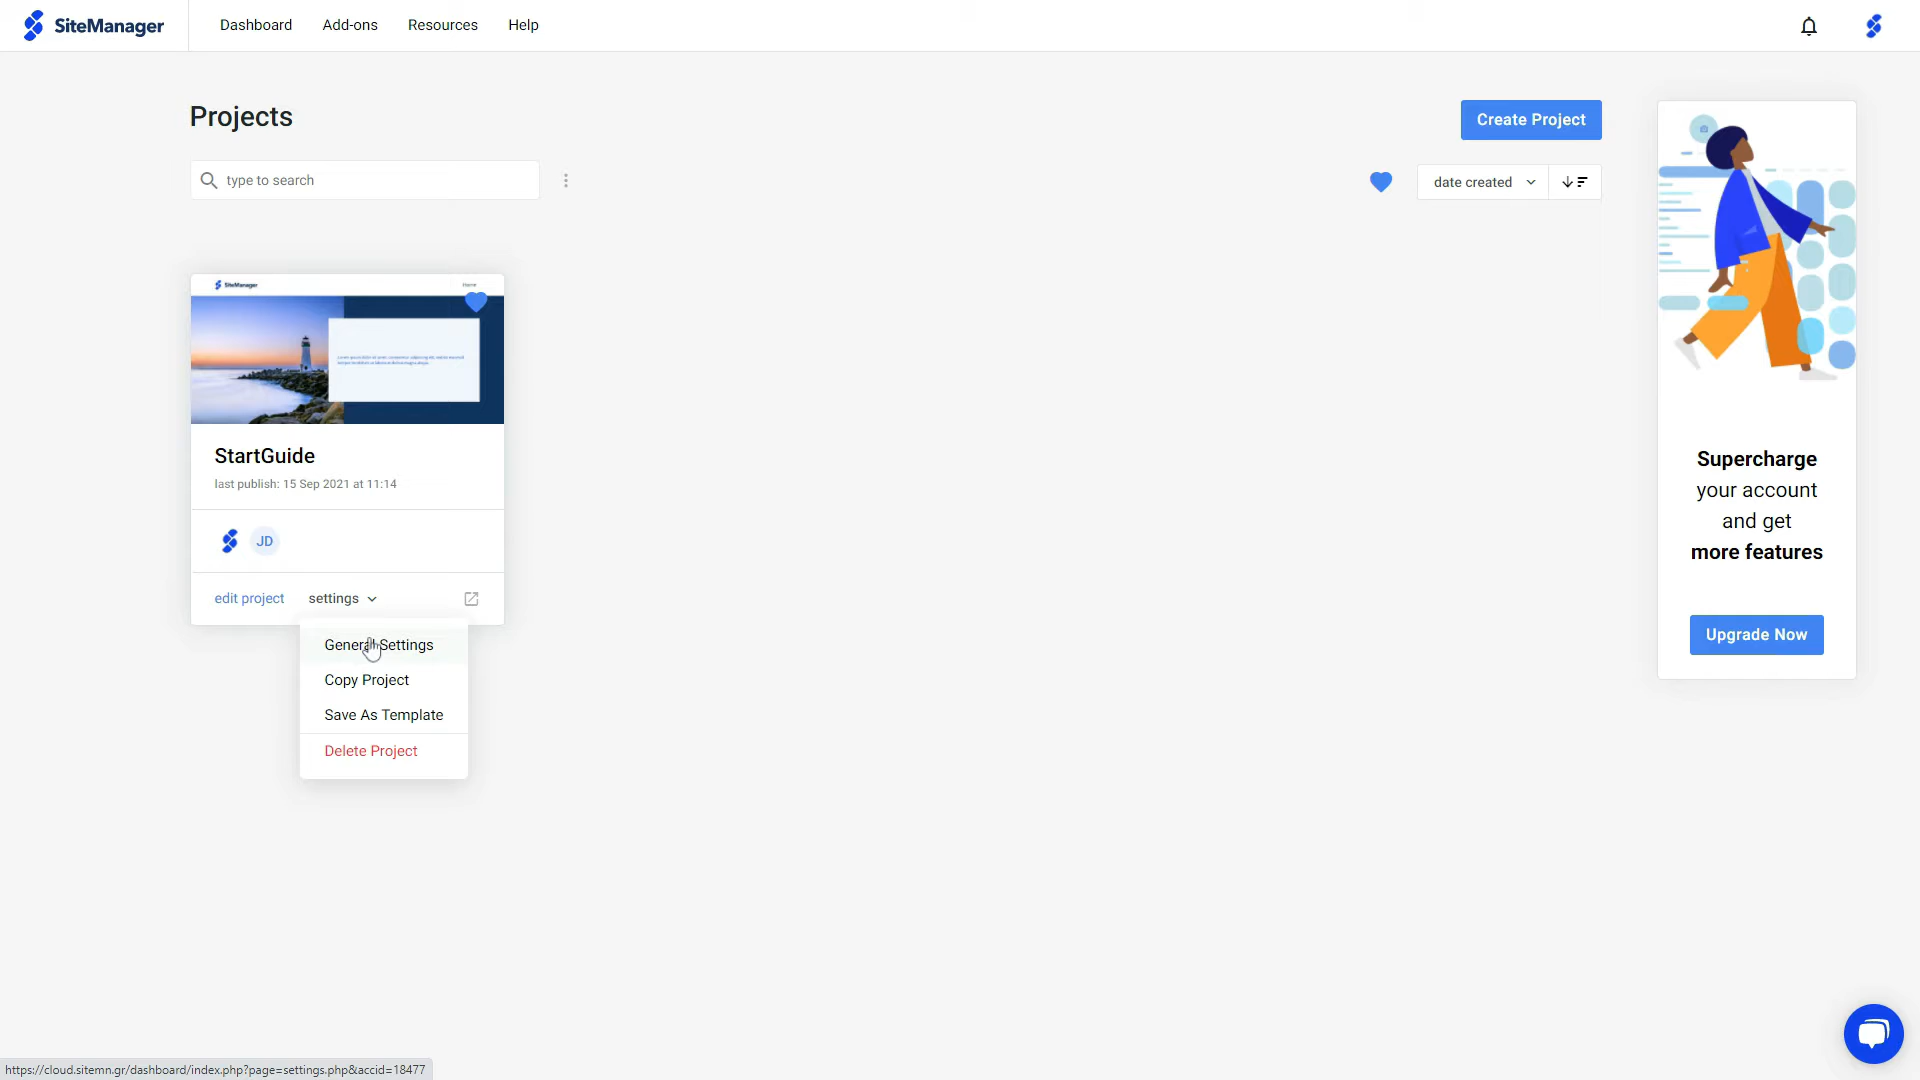 SiteManager
Dashboard
Add-ons
Resources
Help
Projects
Create Project
type to search
date created
SiteManager
Home
StartGuide
last publish: 15 Sep 2021 at 11:14
JD
edit project
settings
General Settings
Copy Project
Save As Template
Delete Project
Supercharge
your account
and get
more features
Upgrade Now
https://cloud.sitemn.gr/dashboard/index.php?page=settings.php&accid=18477